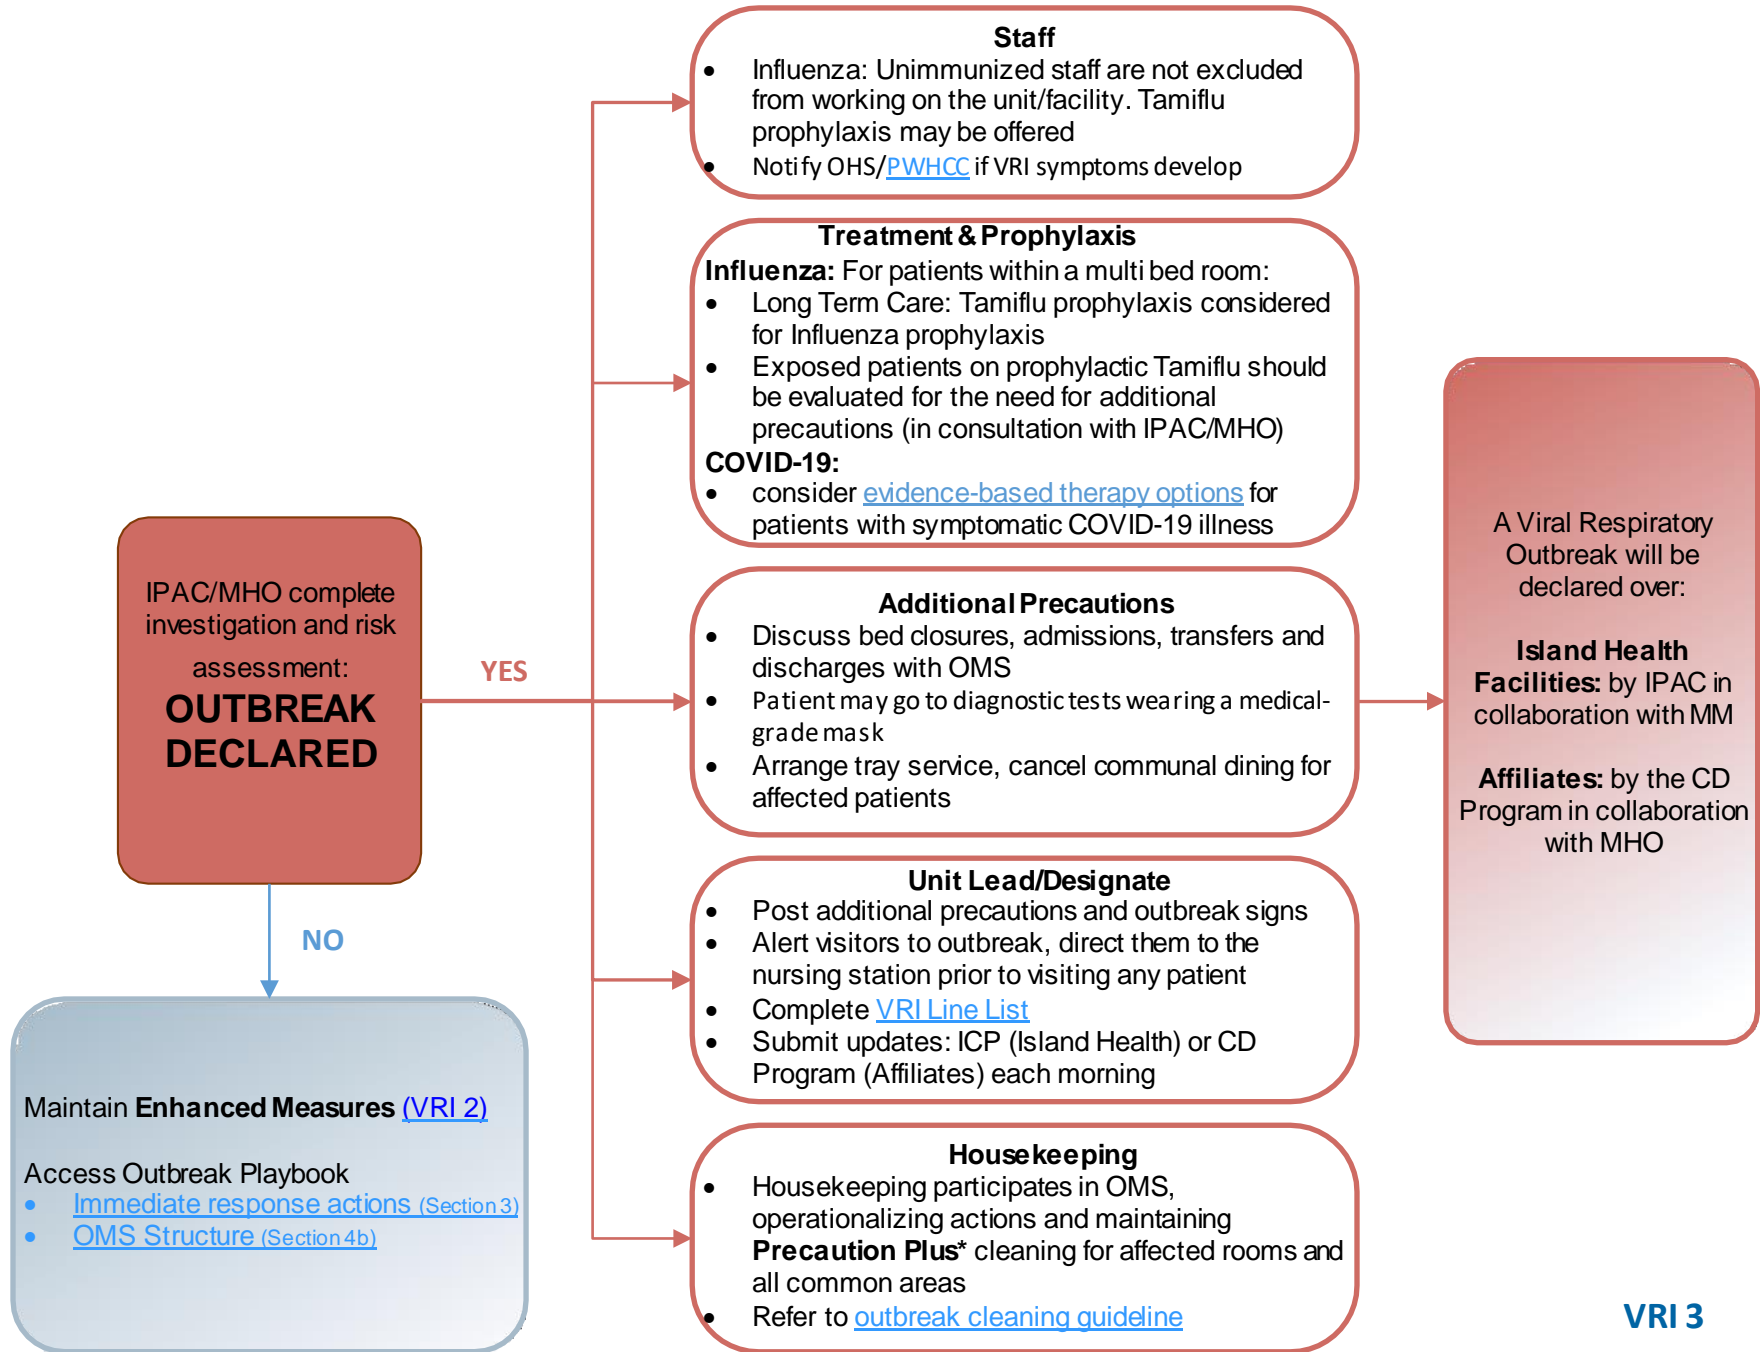 IPAC/MHO complete
investigation and risk
assessment:
OUTBREAK
DECLARED
YES
NO
Maintain Enhanced Measures (VRI 2)
Access Outbreak Playbook
• Immediate response actions (Section 3)
• OMS Structure (Section 4b)
Staff
• Influenza: Unimmunized staff are not excluded
from working on the unit/facility. Tamiflu
prophylaxis may be offered
• Notify OHS/PWHCC if VRI symptoms develop
Treatment & Prophylaxis
Influenza: For patients within a multi bed room:
• Long Term Care: Tamiflu prophylaxis considered
for Influenza prophylaxis
• Exposed patients on prophylactic Tamiflu should
be evaluated for the need for additional
precautions (in consultation with IPAC/MHO)
COVID-19:
• consider evidence-based therapy options for
patients with symptomatic COVID-19 illness
Additional Precautions
• Discuss bed closures, admissions, transfers and
discharges with OMS
• Patient may go to diagnostic tests wearing a medical-
grade mask
• Arrange tray service, cancel communal dining for
affected patients
Unit Lead/Designate
• Post additional precautions and outbreak signs
• Alert visitors to outbreak, direct them to the
nursing station prior to visiting any patient
• Complete VRI Line List
• Submit updates: ICP (Island Health) or CD
Program (Affiliates) each morning
Housekeeping
• Housekeeping participates in OMS,
operationalizing actions and maintaining
Precaution Plus* cleaning for affected rooms and
all common areas
• Refer to outbreak cleaning guideline
A Viral Respiratory
Outbreak will be
declared over:
Island Health
Facilities: by IPAC in
collaboration with MM
Affiliates: by the CD
Program in collaboration
with MHO
VRI 3